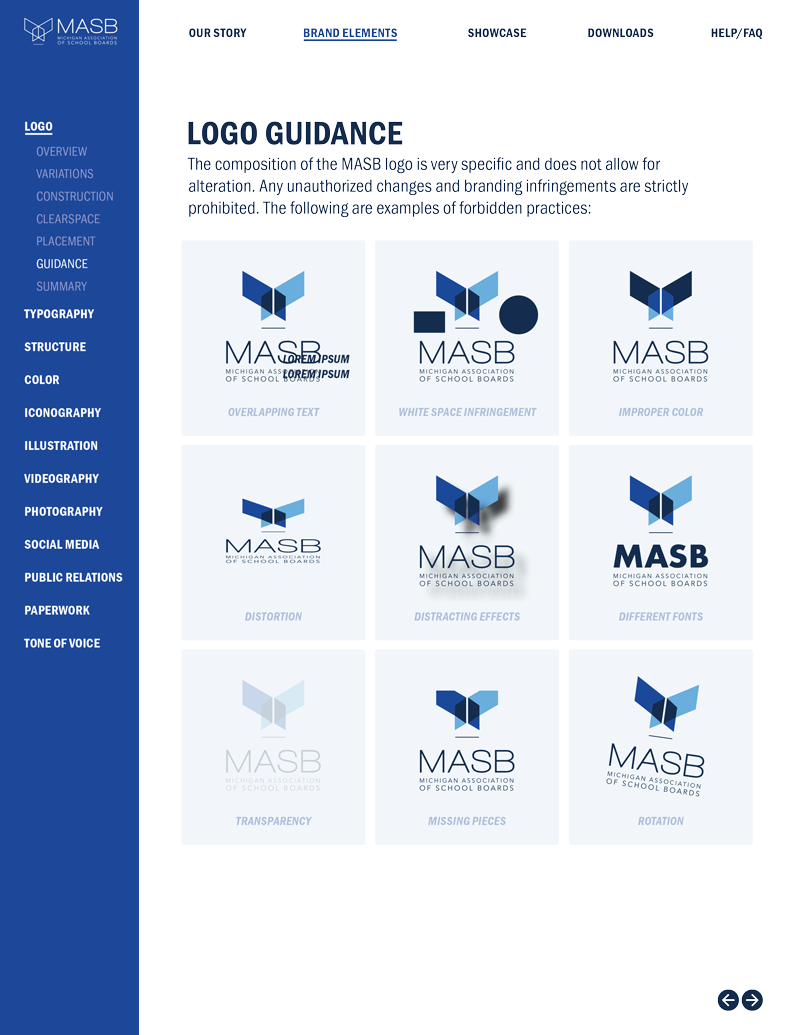 MASB
MICHIGAN ASSOCIATION
OF SCHOOL BOARDS
OUR STORY
BRAND ELEMENTS
SHOWCASE
DOWNLOADS
HELP/FAQ
LOGO
OVERVIEW
VARIATIONS
CONSTRUCTION
CLEARSPACE
PLACEMENT
GUIDANCE
SUMMARY
TYPOGRAPHY
STRUCTURE
COLOR
ICONOGRAPHY
ILLUSTRATION
VIDEOGRAPHY
PHOTOGRAPHY
SOCIAL MEDIA
PUBLIC RELATIONS
PAPERWORK
TONE OF VOICE
LOGO GUIDANCE
The composition of the MASB logo is very specific and does not allow for
alteration. Any unauthorized changes and branding infringements are strictly
prohibited. The following are examples of forbidden practices:
MASB
MICHIGAN ASSOCIATION
OF SCHOOL BOARDS
LOREM IPSUM
LOREM IPSUM
OVERLAPPING TEXT
MASB
MICHIGAN ASSOCIATION
OF SCHOOL BOARDS
WHITE SPACE INFRINGEMENT
MASB
MICHIGAN ASSOCIATION
OF SCHOOL BOARDS
IMPROPER COLOR
MASB
MICHIGAN ASSOCIATION
OF SCHOOL BOARDS
DISTORTION
MASB
MICHIGAN ASSOCIATION
OF SCHOOL BOARDS
DISTRACTING EFFECTS
MASB
MICHIGAN ASSOCIATION
OF SCHOOL BOARDS
DIFFERENT FONTS
MASB
MICHIGAN ASSOCIATION
OF SCHOOL BOARDS
TRANSPARENCY
MASB
MICHIGAN ASSOCIATION
OF SCHOOL BOARDS
MISSING PIECES
MASB
MICHIGAN ASSOCIATION
OF SCHOOL BOARDS
ROTATION